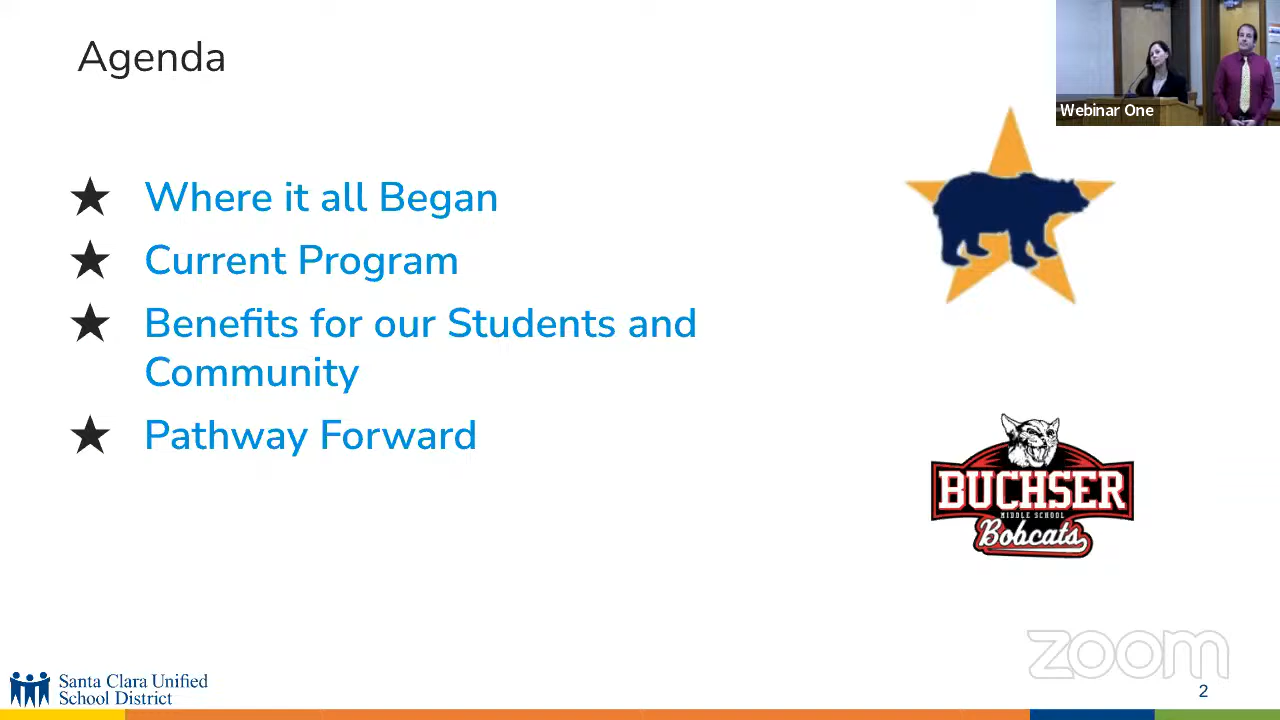 Agenda
Webinar One
Where it all Began
Current Program
Benefits for our Students and
Community
Pathway Forward
BUCHSER
MIDDLE SCHOOL
Bobcats
zoom
Santa Clara Unified
School District
2